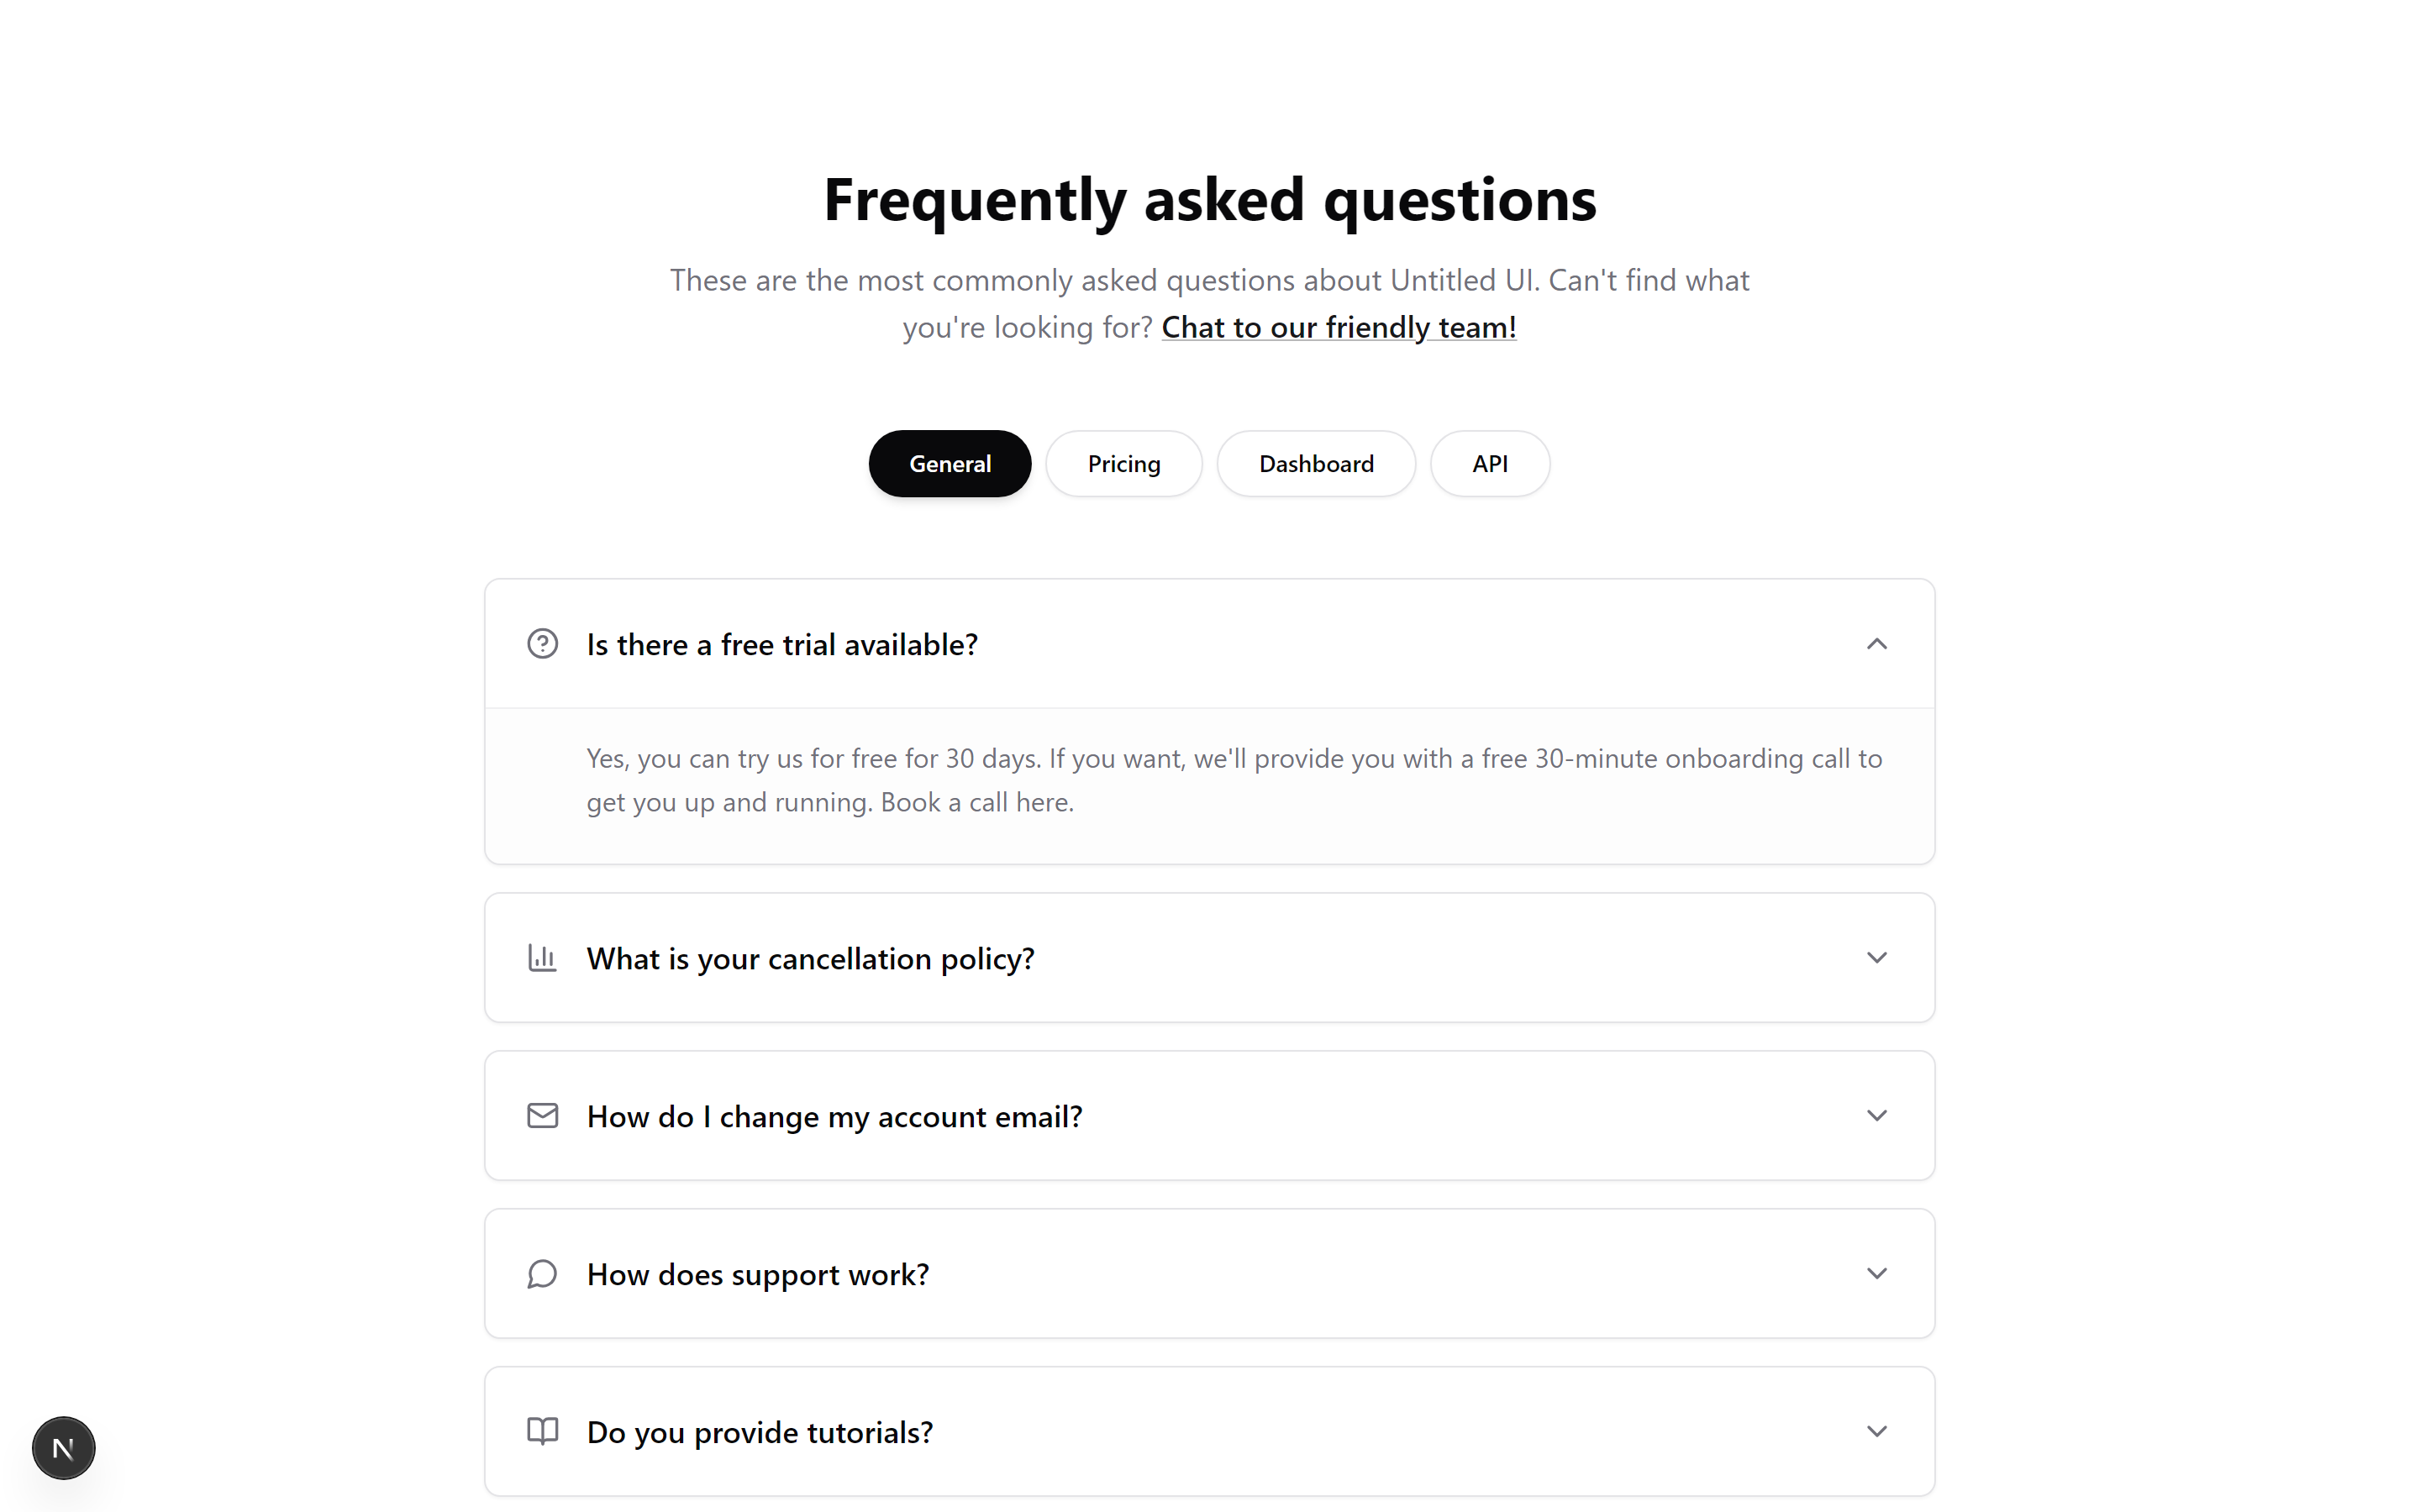 Frequently asked questions
These are the most commonly asked questions about Untitled UI. Can't find what
you're looking for? Chat to our friendly team!
General
Pricing
Dashboard
API
Is there a free trial available?
Yes, you can try us for free for 30 days. If you want, we'll provide you with a free 30-minute onboarding call to
get you up and running. Book a call here.
What is your cancellation policy?
How do I change my account email?
How does support work?
Do you provide tutorials?
N